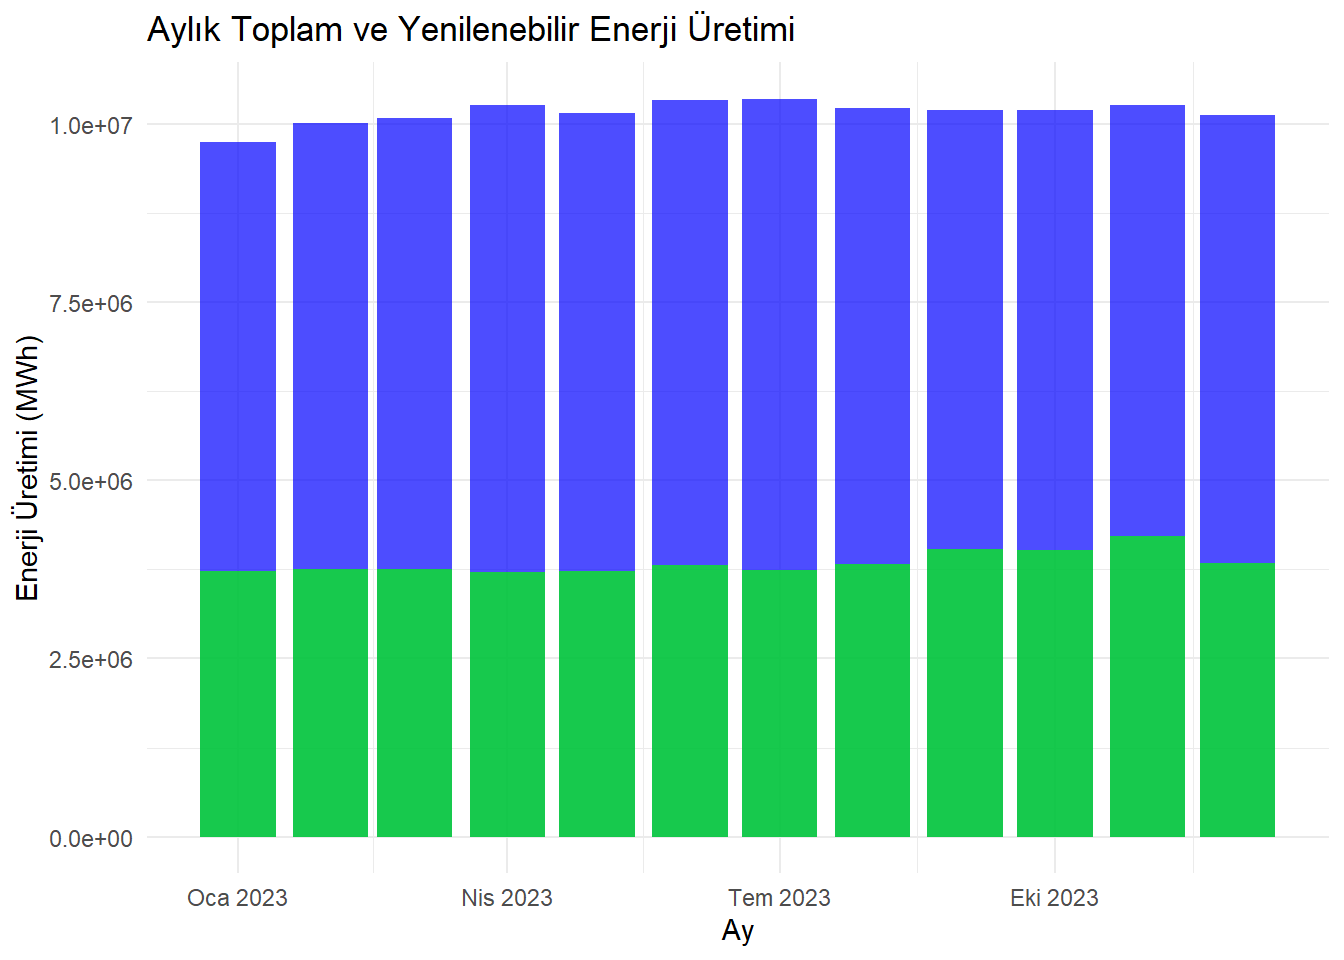 Aylık Toplam ve Yenilenebilir Enerji Üretimi
Enerji Üretimi (MWh)
1.0e+07
7.5e+06
5.0e+06
2.5e+06
0.0e+00
Oca 2023
Nis 2023
Tem 2023
Eki 2023
Ay